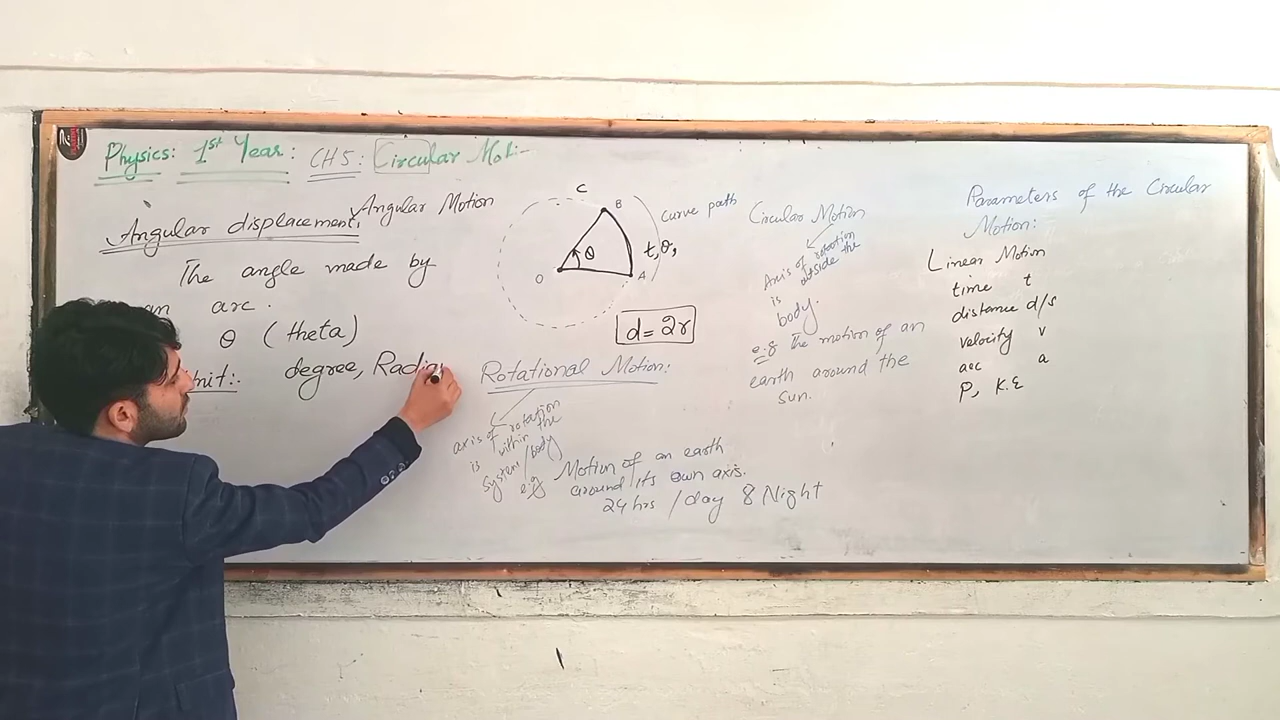 Physics: 1st Year: CH5: Circular Moti
Angular Motion
Angular displacement:
The angle made by
an arc.
θ (theta)
nit:- degree, Radian
C
B
θ
O
A
t, θ,
curve path
d = 2r
Rotational Motion:
axis of rotation
is within the
system/body
e.g Motion of an earth
around its own axis.
24 hrs / day & Night
Circular Motion
Axis of rotation
is outside the
body.
e.g The motion of an
earth around the
sun.
Parameters of the Circular
Motion:
Linear Motion
time t
distance d/s
velocity v
acc a
P, K.E